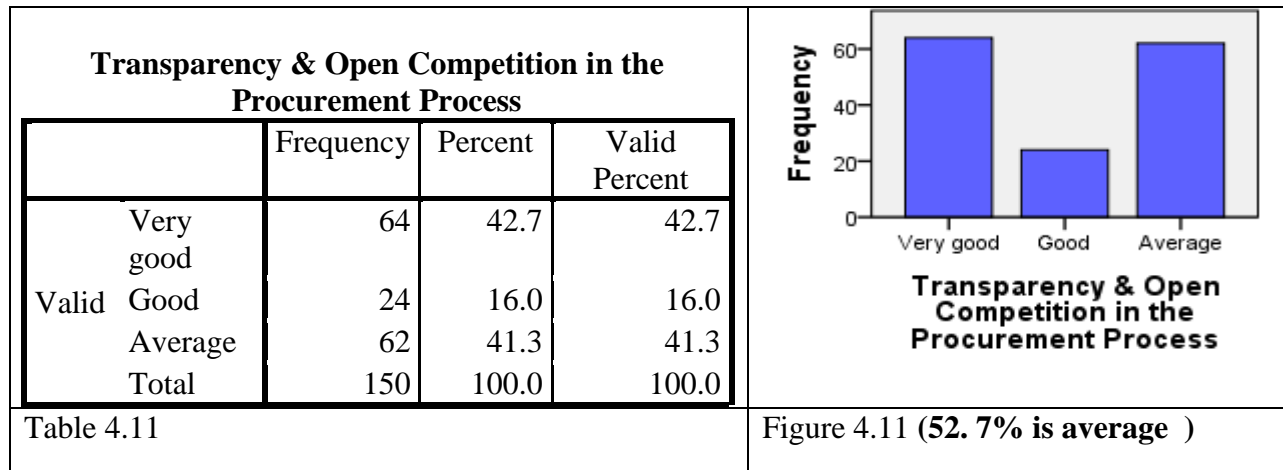 Transparency & Open Competition in the
Procurement Process
Frequency Percent Valid
Percent
Very
good 64 42.7 42.7
Valid Good 24 16.0 16.0
Average 62 41.3 41.3
Total 150 100.0 100.0
Table 4.11
Frequency
60
40
20
0
Very good Good Average
Transparency & Open
Competition in the
Procurement Process
Figure 4.11 (52. 7% is average )